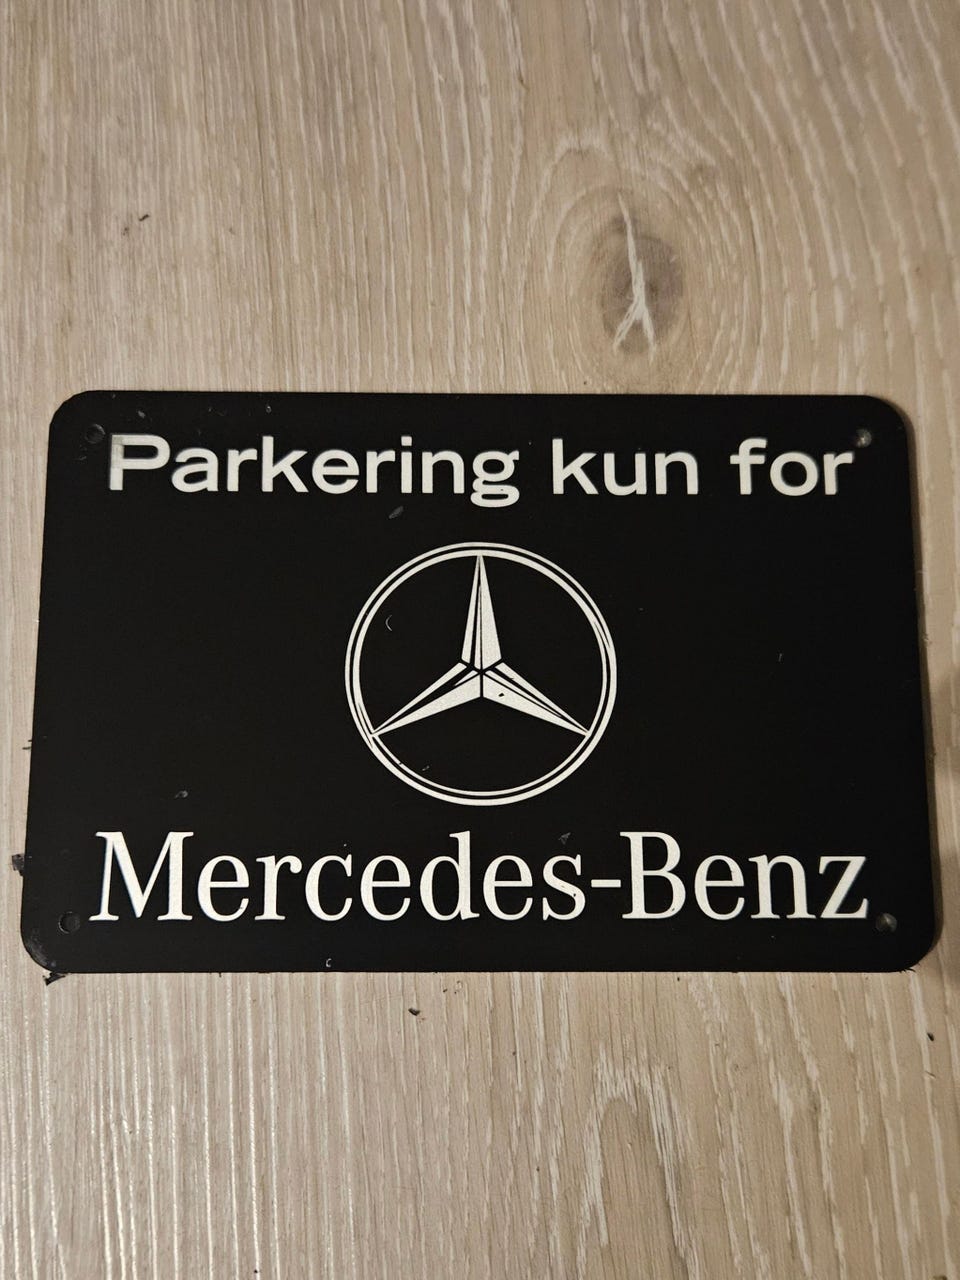 Parkering kun for
Mercedes-Benz